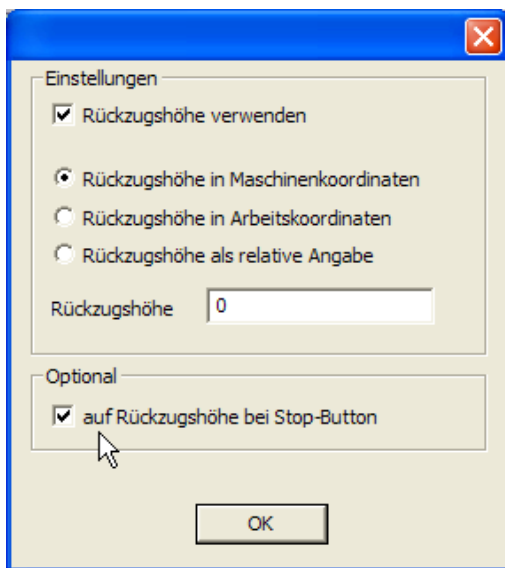 Einstellungen
Rückzugshöhe verwenden
Rückzugshöhe in Maschinenkoordinaten
Rückzugshöhe in Arbeitskoordinaten
Rückzugshöhe als relative Angabe
Rückzugshöhe 0
Optional
auf Rückzugshöhe bei Stop-Button
OK